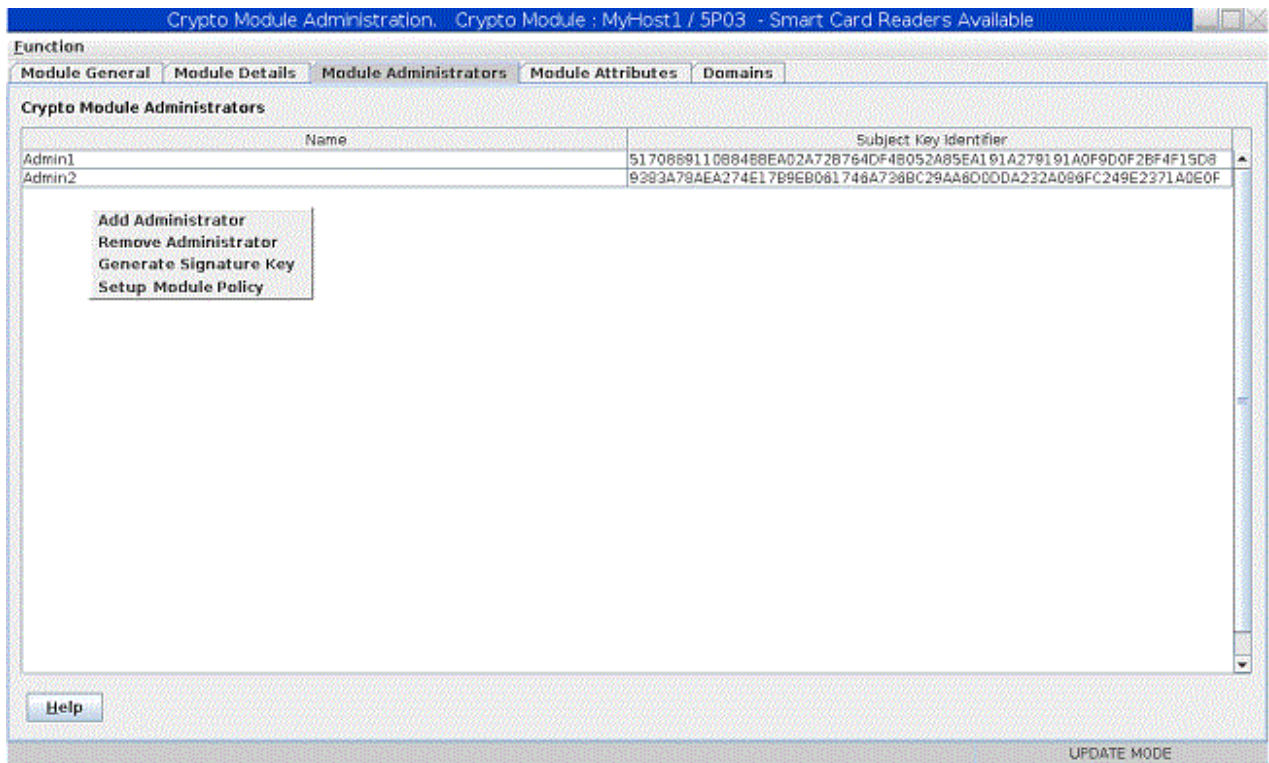 Crypto Module Administration. Crypto Module : MyHost1 / 5P03 - Smart Card Readers Available
Function
Module General Module Details Module Administrators Module Attributes Domains
Crypto Module Administrators
Name Subject Key Identifier
Admin1
Admin2
Add Administrator
Remove Administrator
Generate Signature Key
Setup Module Policy
Help
UPDATE MODE